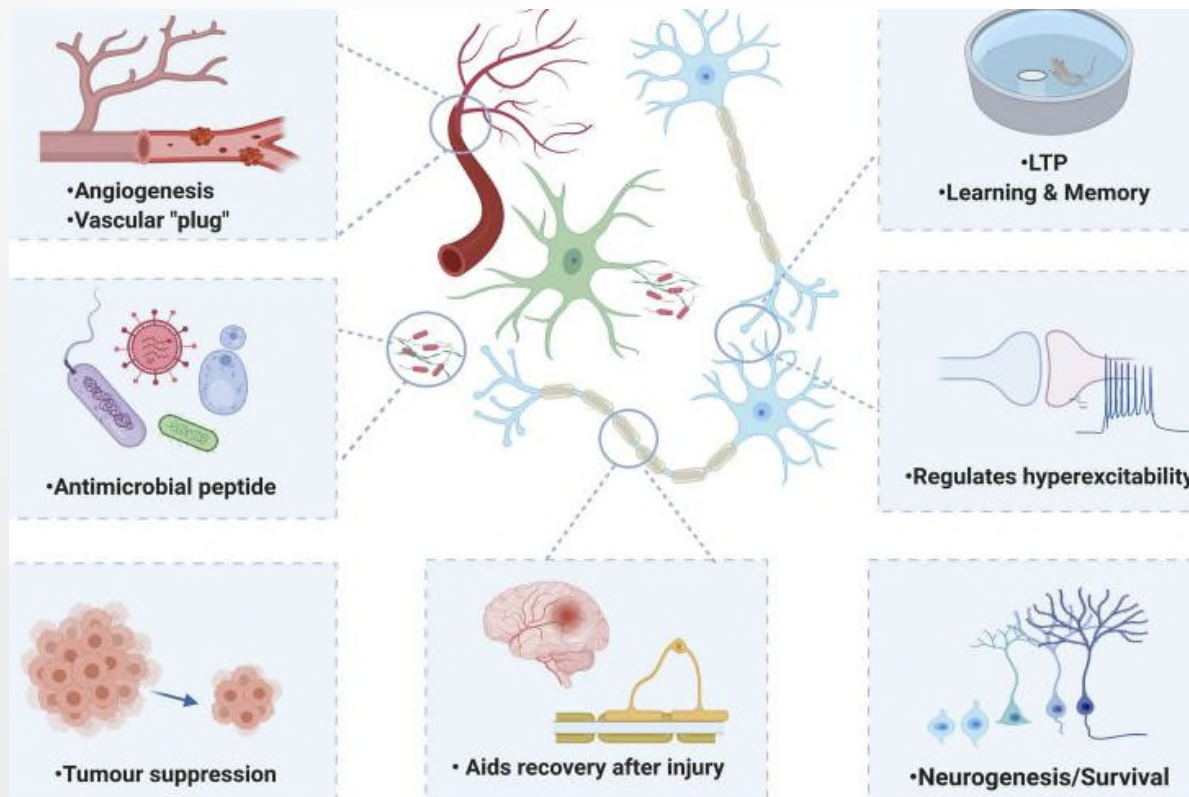 •Angiogenesis
•Vascular "plug"
•LTP
•Learning & Memory
•Antimicrobial peptide
•Regulates hyperexcitability
•Tumour suppression
• Aids recovery after injury
•Neurogenesis/Survival